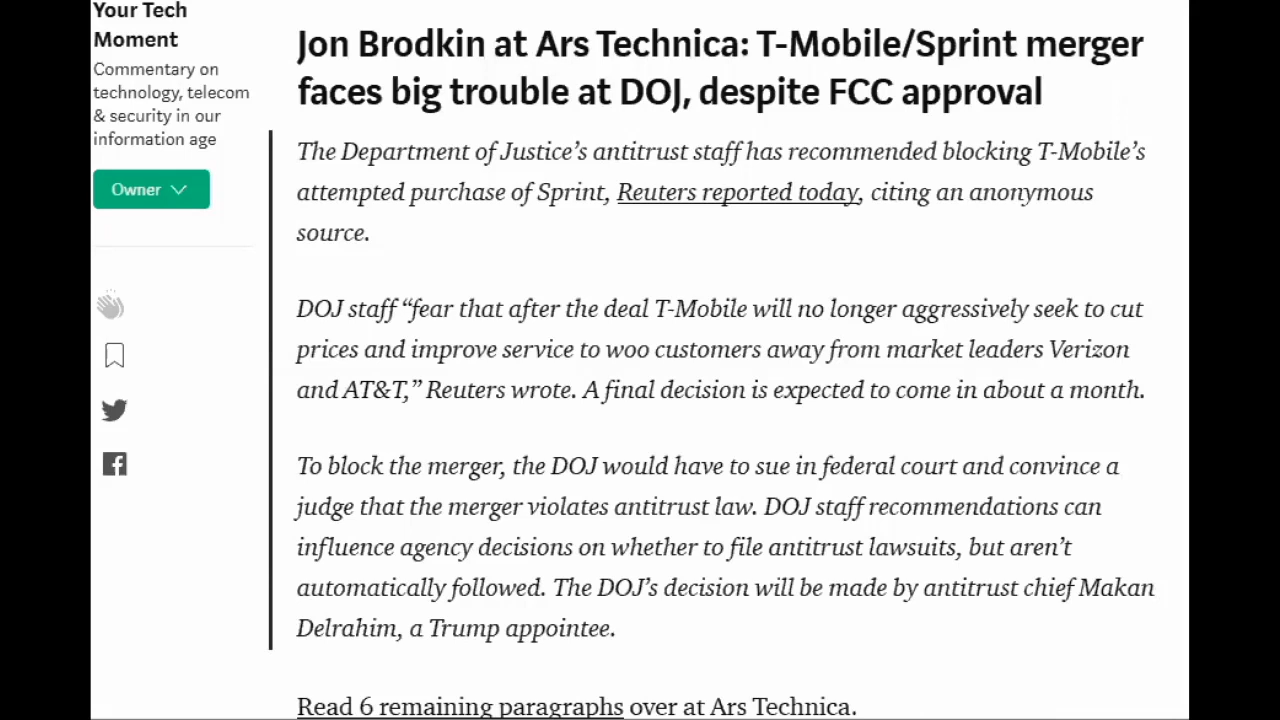 Your Tech
Moment
Commentary on
technology, telecom
& security in our
information age
Owner
Jon Brodkin at Ars Technica: T-Mobile/Sprint merger
faces big trouble at DOJ, despite FCC approval
The Department of Justice’s antitrust staff has recommended blocking T-Mobile’s
attempted purchase of Sprint, Reuters reported today, citing an anonymous
source.
DOJ staff “fear that after the deal T-Mobile will no longer aggressively seek to cut
prices and improve service to woo customers away from market leaders Verizon
and AT&T,” Reuters wrote. A final decision is expected to come in about a month.
To block the merger, the DOJ would have to sue in federal court and convince a
judge that the merger violates antitrust law. DOJ staff recommendations can
influence agency decisions on whether to file antitrust lawsuits, but aren’t
automatically followed. The DOJ’s decision will be made by antitrust chief Makan
Delrahim, a Trump appointee.
Read 6 remaining paragraphs over at Ars Technica.